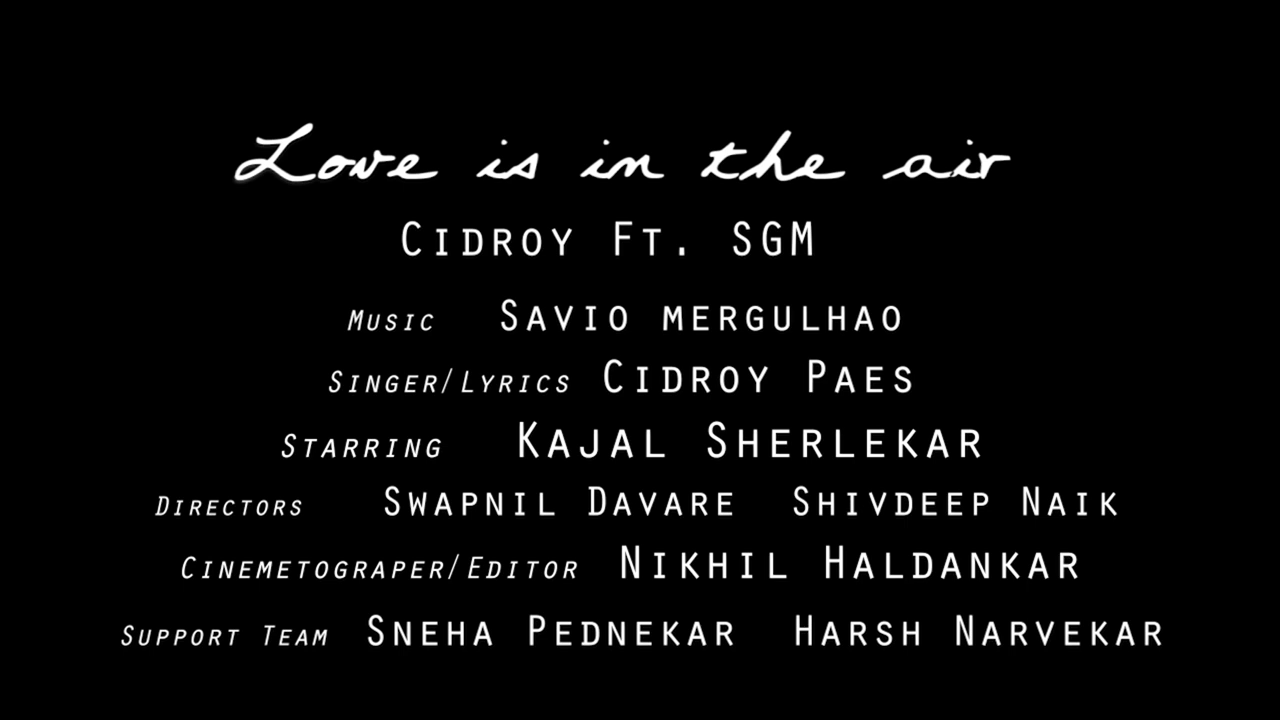 Love is in the air
Cidroy Ft. SGM
Music Savio mergulhao
Singer/Lyrics Cidroy Paes
Starring Kajal Sherlekar
Directors Swapnil Davare Shivdeep Naik
Cinemetograper/Editor Nikhil Haldankar
Support Team Sneha Pednekar Harsh Narvekar